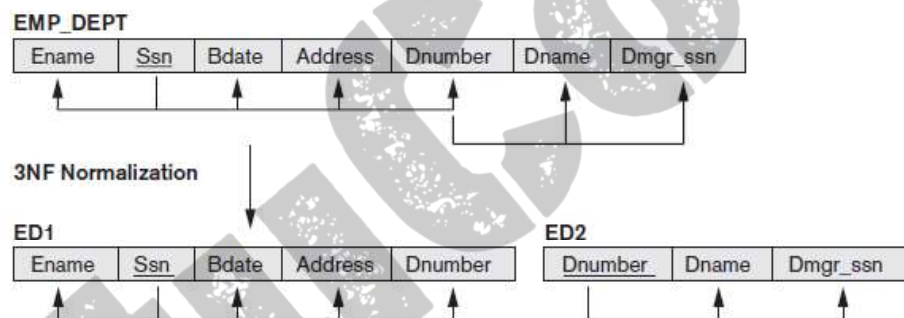 EMP_DEPT
Ename Ssn Bdate Address Dnumber Dname Dmgr_ssn
3NF Normalization
ED1 ED2
Ename Ssn Bdate Address Dnumber Dnumber Dname Dmgr_ssn